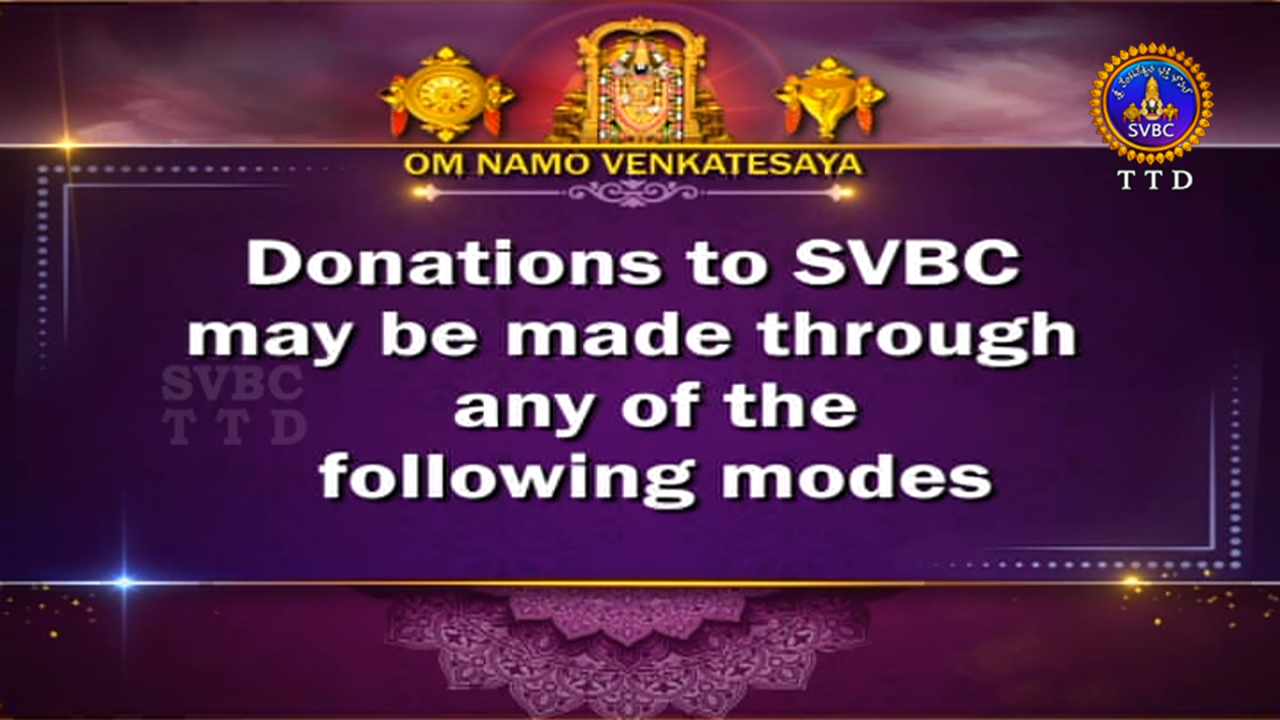 OM NAMO VENKATESAYA
SVBC
TTD
Donations to SVBC
may be made through
any of the
following modes
SVBC
TTD